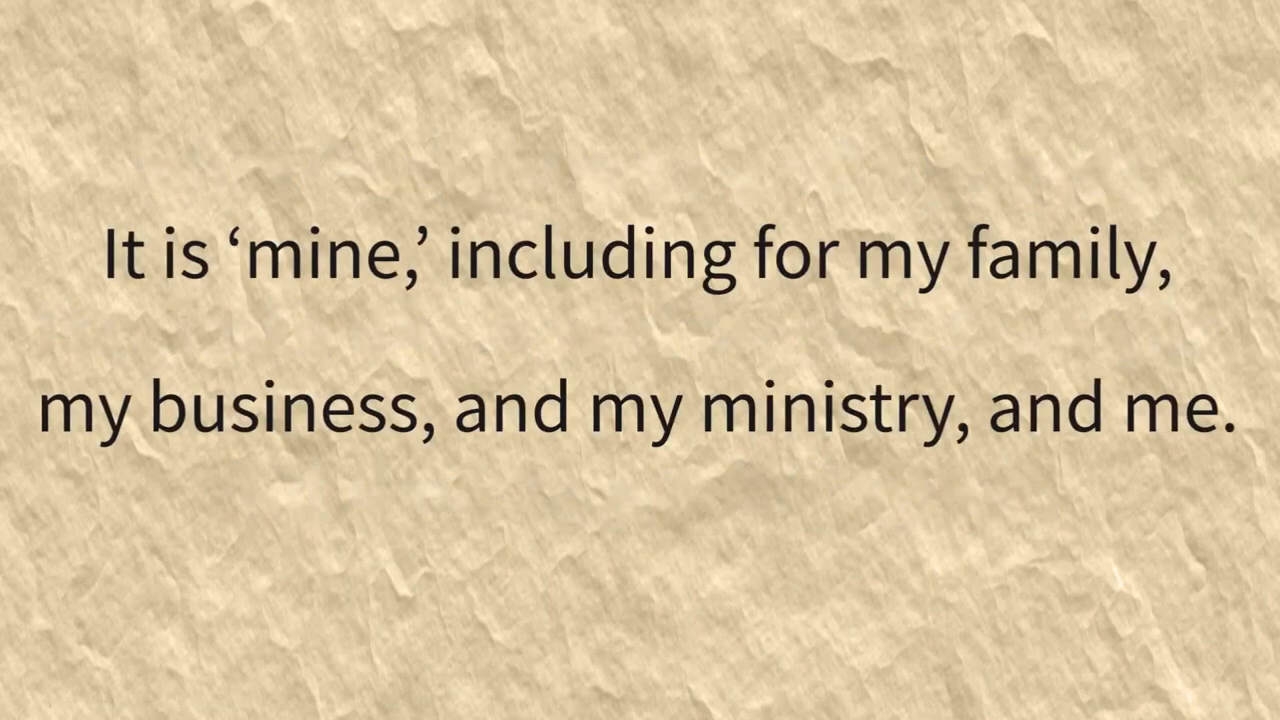 It is ‘mine,’ including for my family,
my business, and my ministry, and me.